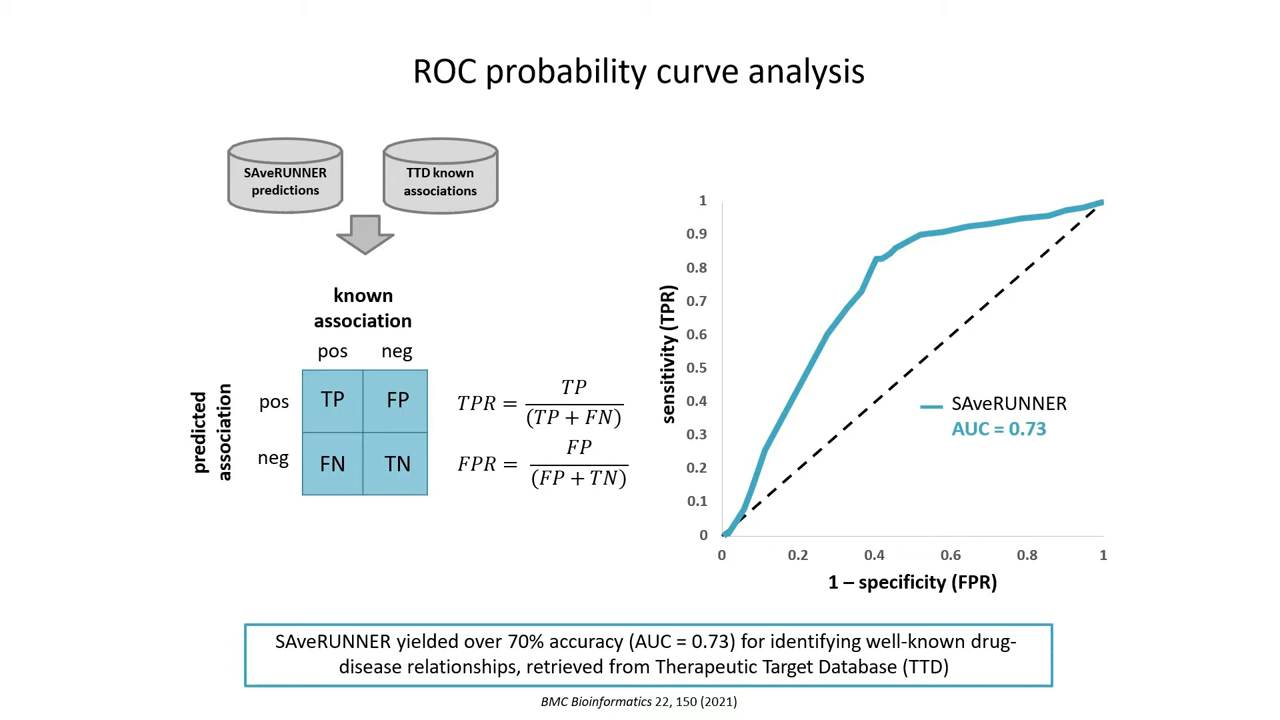 ROC probability curve analysis
SAveRUNNER
predictions
TTD known
associations
known
association
pos neg
predicted
association
pos
neg
TP FP
FN TN
TPR = TP / (TP + FN)
FPR = FP / (FP + TN)
sensitivity (TPR)
1
0.9
0.8
0.7
0.6
0.5
0.4
0.3
0.2
0.1
0
0 0.2 0.4 0.6 0.8 1
1 – specificity (FPR)
SAveRUNNER
AUC = 0.73
SAveRUNNER yielded over 70% accuracy (AUC = 0.73) for identifying well-known drug-
disease relationships, retrieved from Therapeutic Target Database (TTD)
BMC Bioinformatics 22, 150 (2021)